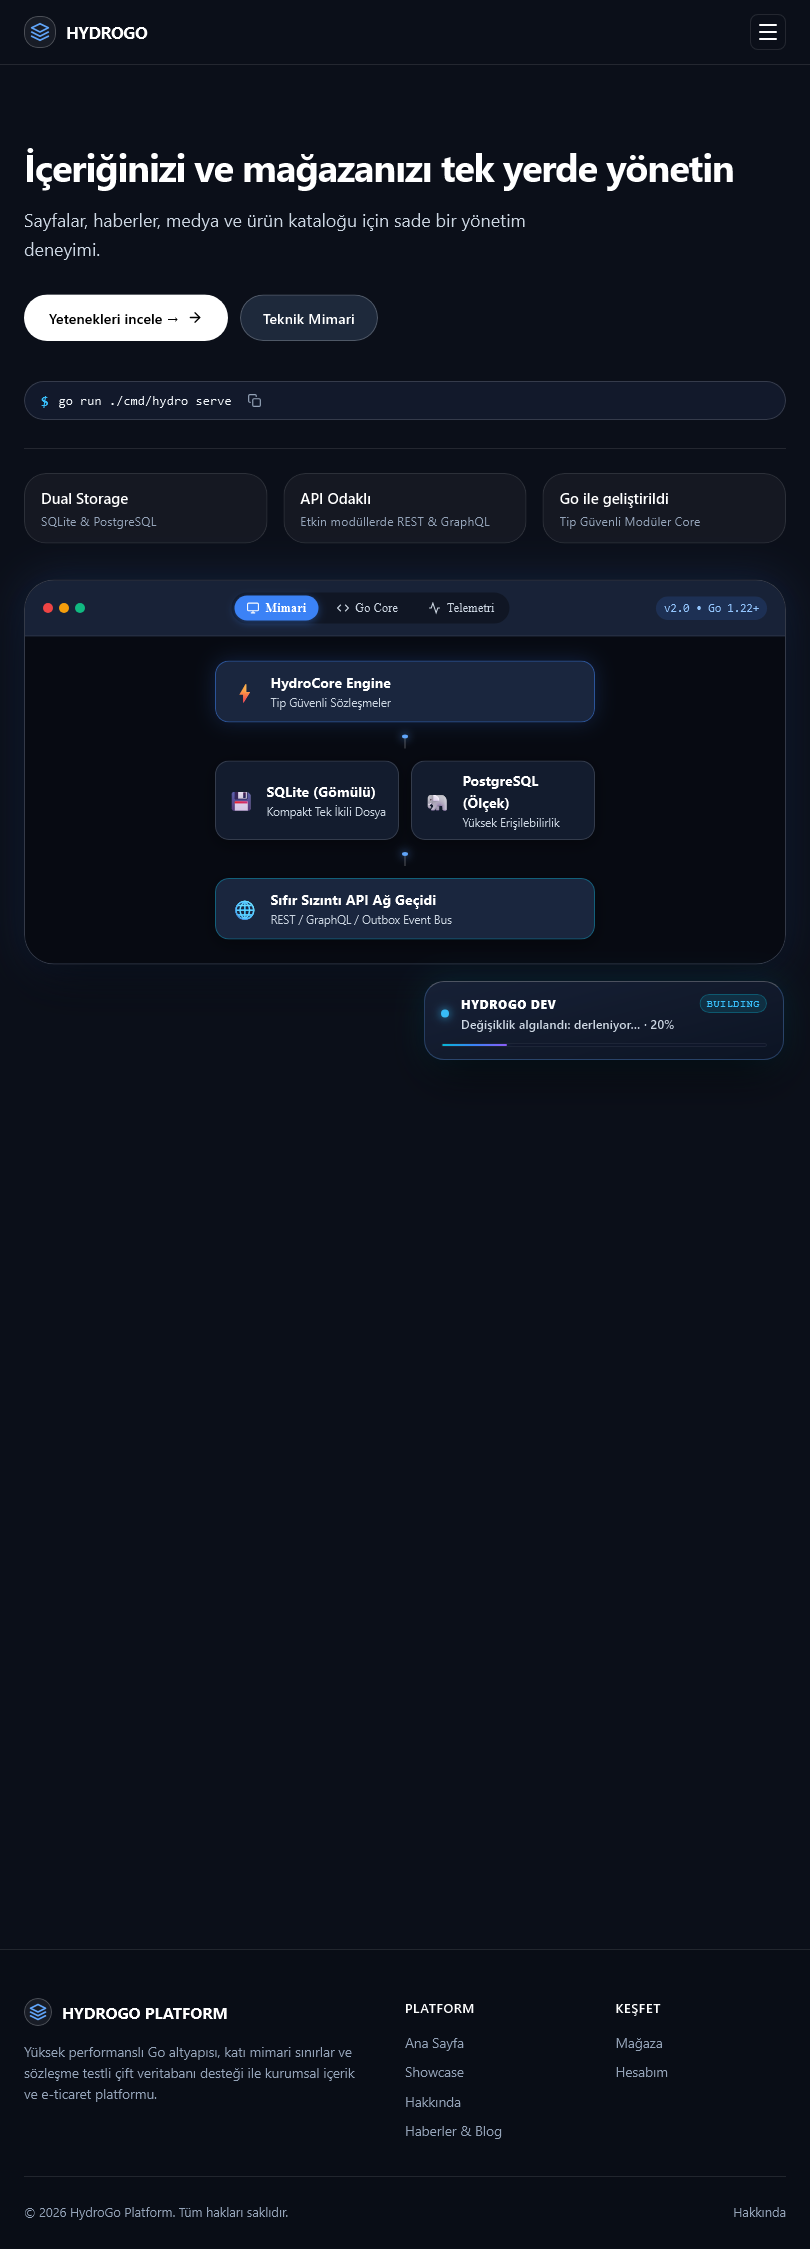 HYDROGO
İçeriğinizi ve mağazanızı tek yerde yönetin
Sayfalar, haberler, medya ve ürün kataloğu için sade bir yönetim
deneyimi.
Yetenekleri incele → →
Teknik Mimari
$ go run ./cmd/hydro serve
Dual Storage
SQLite & PostgreSQL
API Odaklı
Etkin modüllerde REST & GraphQL
Go ile geliştirildi
Tip Güvenli Modüler Core
Mimari
Go Core
Telemetri
v2.0 • Go 1.22+
HydroCore Engine
Tip Güvenli Sözleşmeler
SQLite (Gömülü)
Kompakt Tek İkili Dosya
PostgreSQL
(Ölçek)
Yüksek Erişilebilirlik
Sıfır Sızıntı API Ağ Geçidi
REST / GraphQL / Outbox Event Bus
HYDROGO DEV
BUILDING
Değişiklik algılandı: derleniyor... · 20%
HYDROGO PLATFORM
Yüksek performanslı Go altyapısı, katı mimari sınırlar ve
sözleşme testli çift veritabanı desteği ile kurumsal içerik
ve e-ticaret platformu.
PLATFORM
Ana Sayfa
Showcase
Hakkında
Haberler & Blog
KEŞFET
Mağaza
Hesabım
© 2026 HydroGo Platform. Tüm hakları saklıdır.
Hakkında